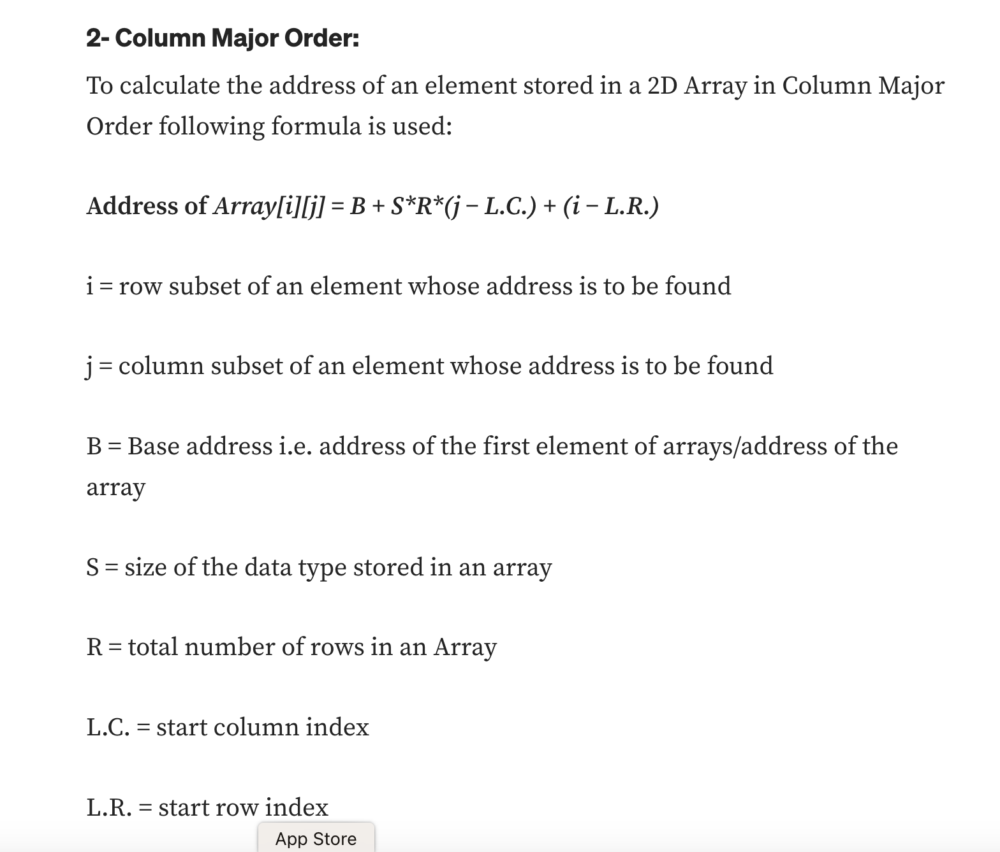 2- Column Major Order:
To calculate the address of an element stored in a 2D Array in Column Major
Order following formula is used:
Address of Array[i][j] = B + S*R*(j – L.C.) + (i – L.R.)
i = row subset of an element whose address is to be found
j = column subset of an element whose address is to be found
B = Base address i.e. address of the first element of arrays/address of the
array
S = size of the data type stored in an array
R = total number of rows in an Array
L.C. = start column index
L.R. = start row index
App Store